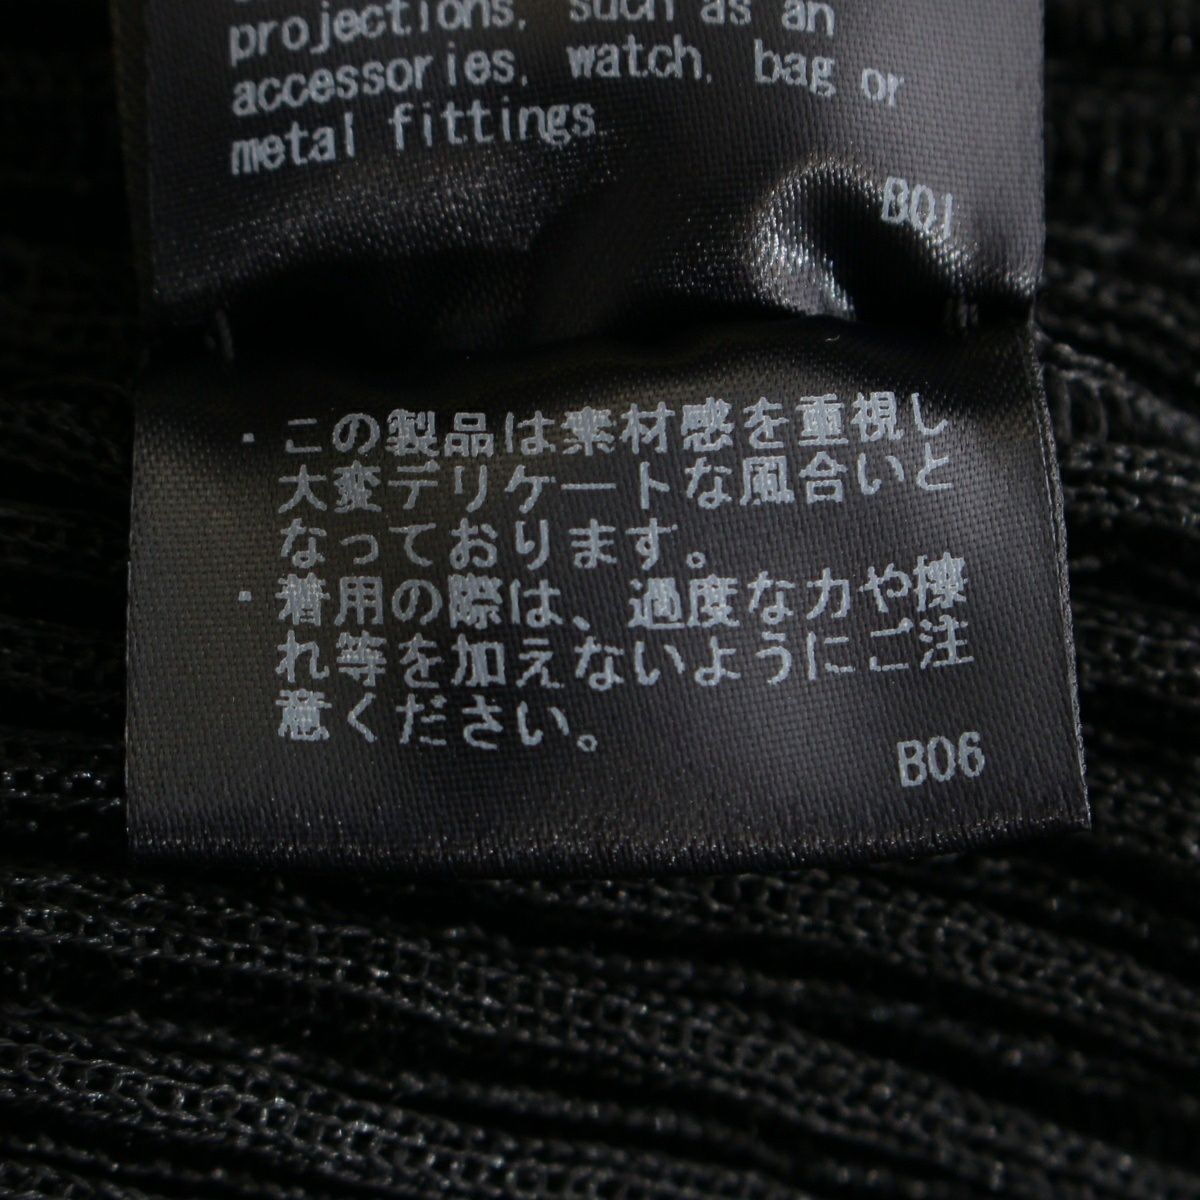 projections, such as an
accessories, watch, bag or
metal fittings.
B01
・この製品は素材感を重視し
大変デリケートな風合いと
なっております。
・着用の際は、過度な力や擦
れ等を加えないようにご注
意ください。
B06